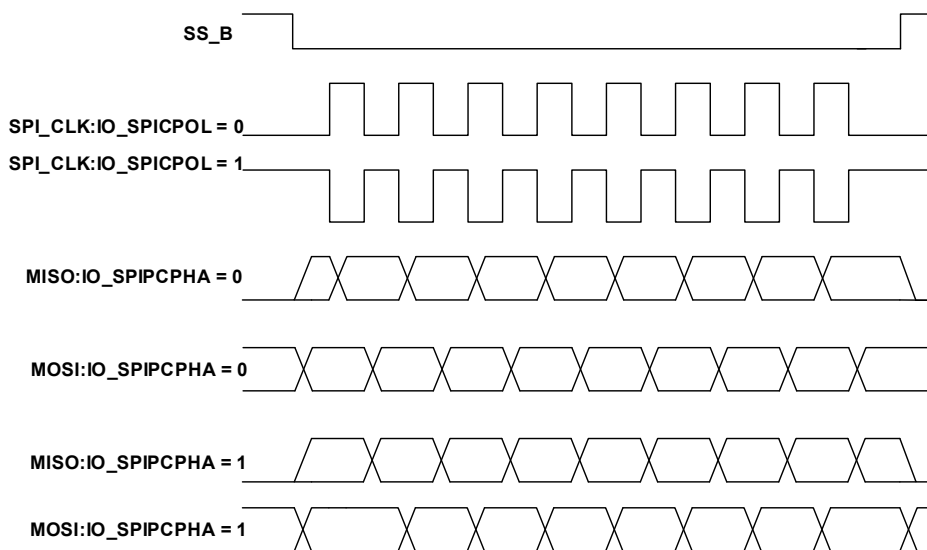 SS_B
SPI_CLK:IO_SPICPOL = 0
SPI_CLK:IO_SPICPOL = 1
MISO:IO_SPIPCPHA = 0
MOSI:IO_SPIPCPHA = 0
MISO:IO_SPIPCPHA = 1
MOSI:IO_SPIPCPHA = 1